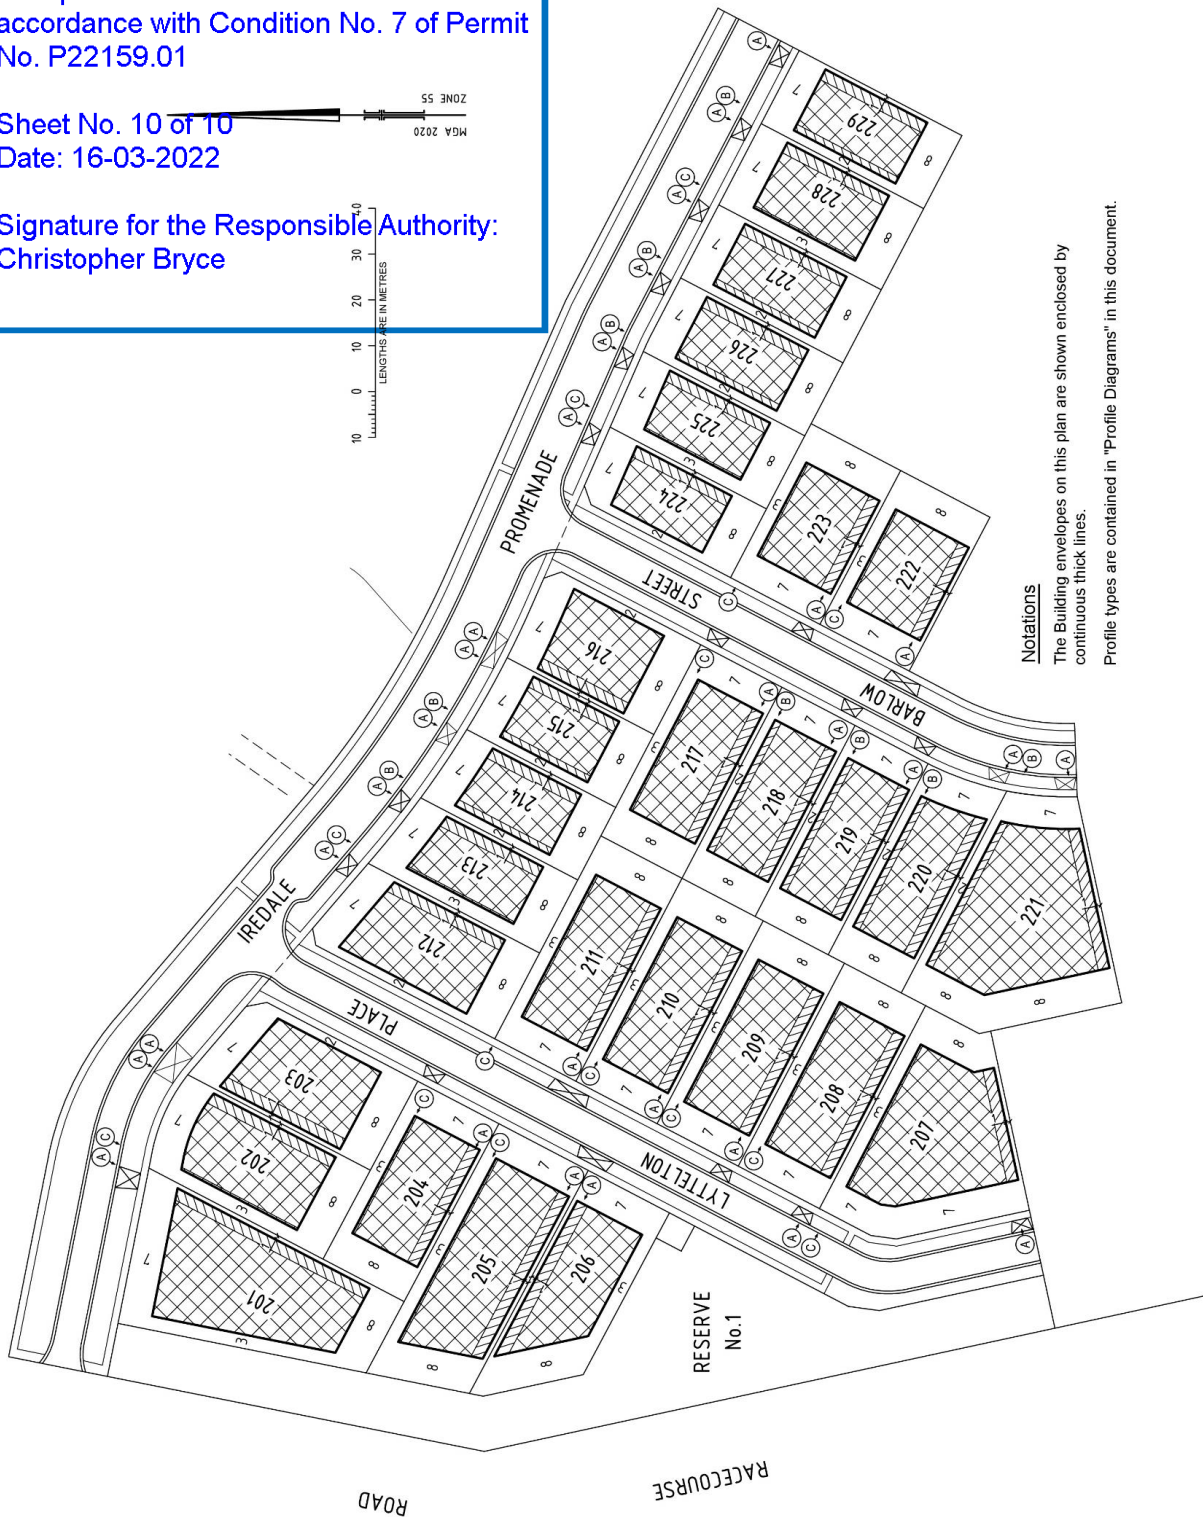 accordance with Condition No. 7 of Permit
No. P22159.01
Sheet No. 10 of 10
Date: 16-03-2022
Signature for the Responsible Authority:
Christopher Bryce
MGA 2020
ZONE 55
10 0 10 20 30 40
LENGTHS ARE IN METRES
IREDALE
PROMENADE
PLACE
LYTTELTON
STREET
BARLOW
ROAD
RACECOURSE
RESERVE
No.1
201
202
203
204
205
206
207
208
209
210
211
212
213
214
215
216
217
218
219
220
221
222
223
224
225
226
227
228
229
Notations
The Building envelopes on this plan are shown enclosed by
continuous thick lines.
Profile types are contained in "Profile Diagrams" in this document.